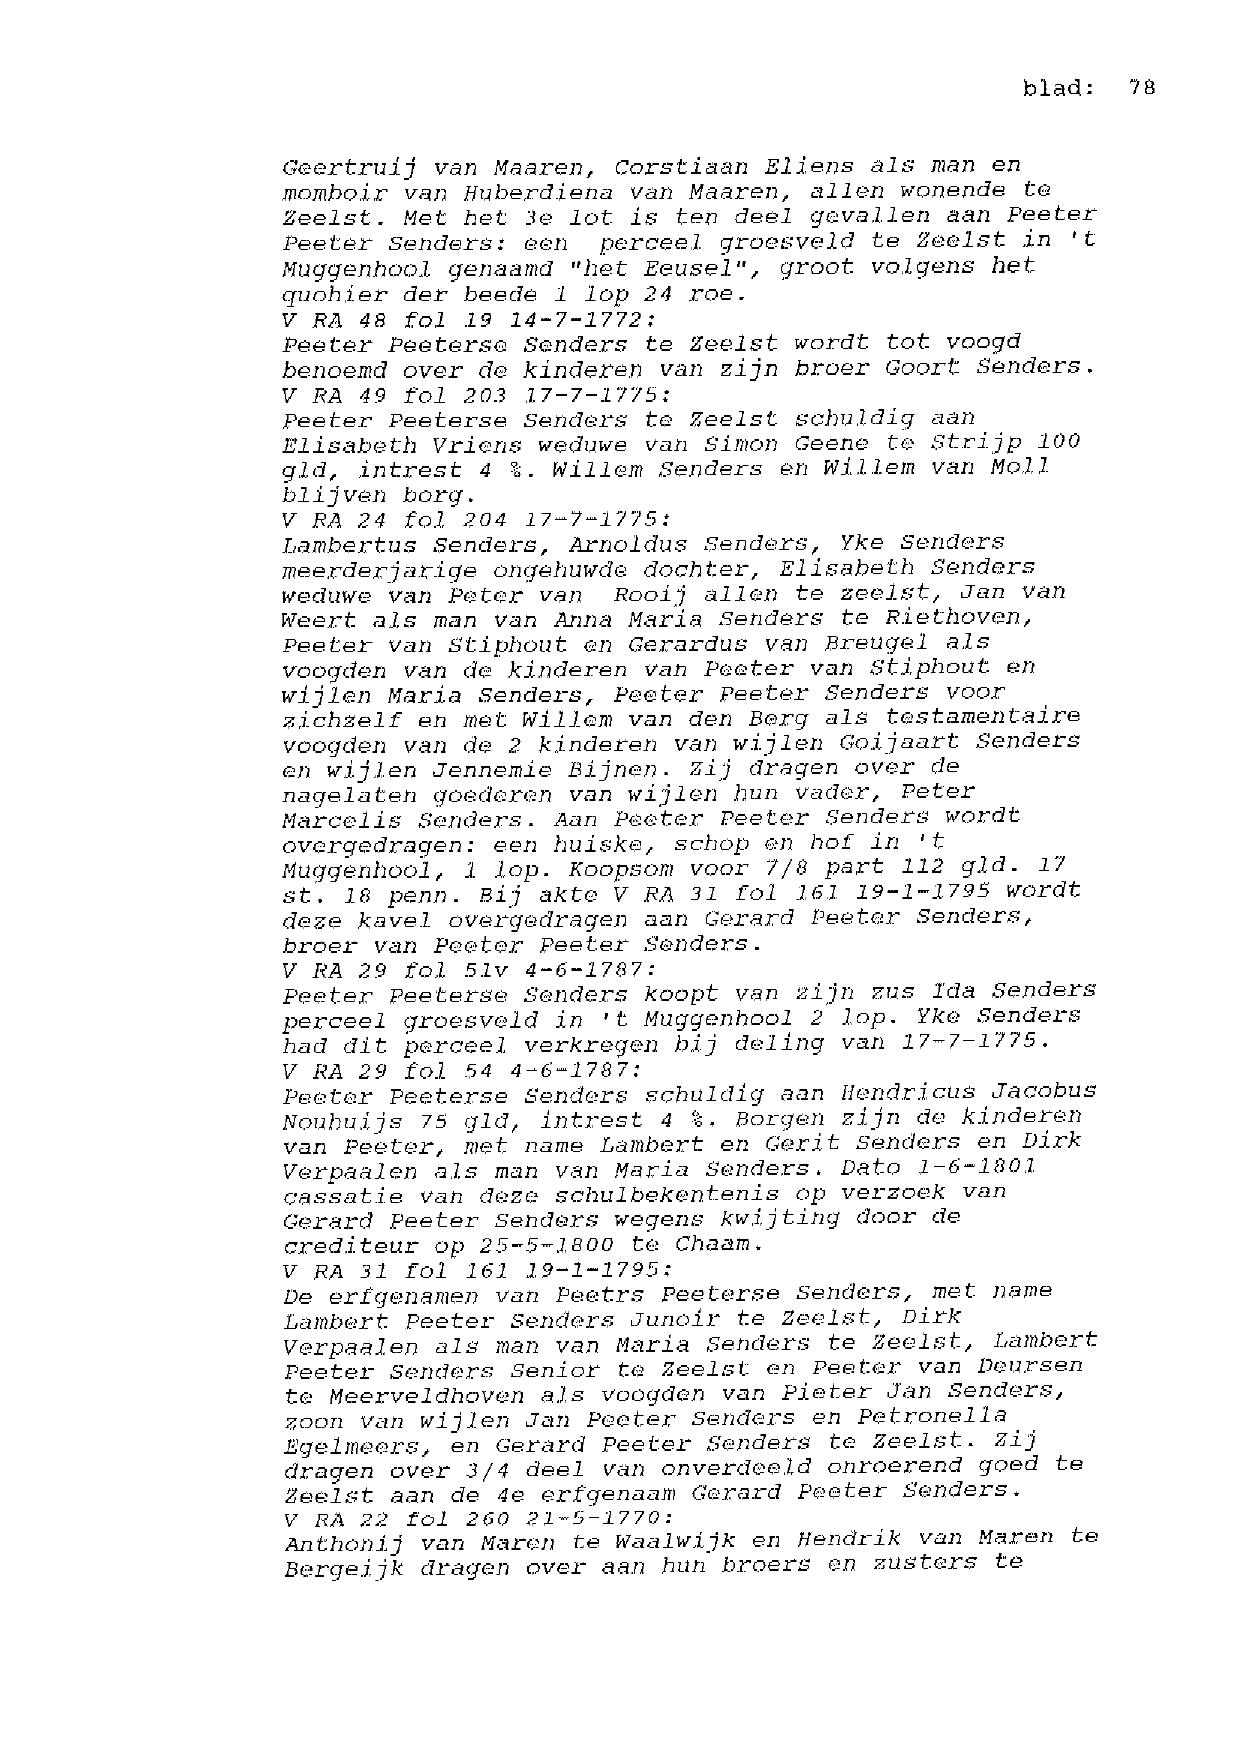 blad: 78
Geertruij van Maaren, Corstiaan Eliens als man en
momboir van Huberdiena van Maaren, allen wonende te
Zeelst. Met het 3e lot is ten deel gevallen aan Peeter
Peeter Senders: een perceel groesveld te Zeelst in 't
Muggenhool genaamd "het Eeusel", groot volgens het
quohier der beede 1 lop 24 roe.
V RA 48 fol 19 14-7-1772:
Peeter Peeterse Senders te Zeelst wordt tot voogd
benoemd over de kinderen van zijn broer Goort Senders.
V RA 49 fol 203 17-7-1775:
Peeter Peeterse Senders te Zeelst schuldig aan
Elisabeth Vriens weduwe van Simon Geene te Strijp 100
gld, intrest 4 %. Willem Senders en Willem van Moll
blijven borg.
V RA 24 fol 204 17-7-1775:
Lambertus Senders, Arnoldus Senders, Yke Senders
meerderjarige ongehuwde dochter, Elisabeth Senders
weduwe van Peter van Rooij allen te zeelst, Jan van
Weert als man van Anna Maria Senders te Riethoven,
Peeter van Stiphout en Gerardus van Breugel als
voogden van de kinderen van Peeter van Stiphout en
wijlen Maria Senders, Peeter Peeter Senders voor
zichzelf en met Willem van den Berg als testamentaire
voogden van de 2 kinderen van wijlen Goijaart Senders
en wijlen Jennemie Bijnen. Zij dragen over de
nagelaten goederen van wijlen hun vader, Peter
Marcelis Senders. Aan Peeter Peeter Senders wordt
overgedragen: een huiske, schop en hof in 't
Muggenhool, 1 lop. Koopsom voor 7/8 part 112 gld. 17
st. 18 penn. Bij akte V RA 31 fol 161 19-1-1795 wordt
deze kavel overgedragen aan Gerard Peeter Senders,
broer van Peeter Peeter Senders.
V RA 29 fol 51v 4-6-1787:
Peeter Peeterse Senders koopt van zijn zus Ida Senders
perceel groesveld in 't Muggenhool 2 lop. Yke Senders
had dit perceel verkregen bij deling van 17-7-1775.
V RA 29 fol 54 4-6-1787:
Peeter Peeterse Senders schuldig aan Hendricus Jacobus
Nouhuijs 75 gld, intrest 4 %. Borgen zijn de kinderen
van Peeter, met name Lambert en Gerit Senders en Dirk
Verpaalen als man van Maria Senders. Dato 1-6-1801
cassatie van deze schulbekentenis op verzoek van
Gerard Peeter Senders wegens kwijting door de
crediteur op 25-5-1800 te Chaam.
V RA 31 fol 161 19-1-1795:
De erfgenamen van Peetrs Peeterse Senders, met name
Lambert Peeter Senders Junoir te Zeelst, Dirk
Verpaalen als man van Maria Senders te Zeelst, Lambert
Peeter Senders Senior te Zeelst en Peeter van Deursen
te Meerveldhoven als voogden van Pieter Jan Senders,
zoon van wijlen Jan Peeter Senders en Petronella
Egelmeers, en Gerard Peeter Senders te Zeelst. Zij
dragen over 3/4 deel van onverdeeld onroerend goed te
Zeelst aan de 4e erfgenaam Gerard Peeter Senders.
V RA 22 fol 260 21-5-1770:
Anthonij van Maren te Waalwijk en Hendrik van Maren te
Bergeijk dragen over aan hun broers en zusters te